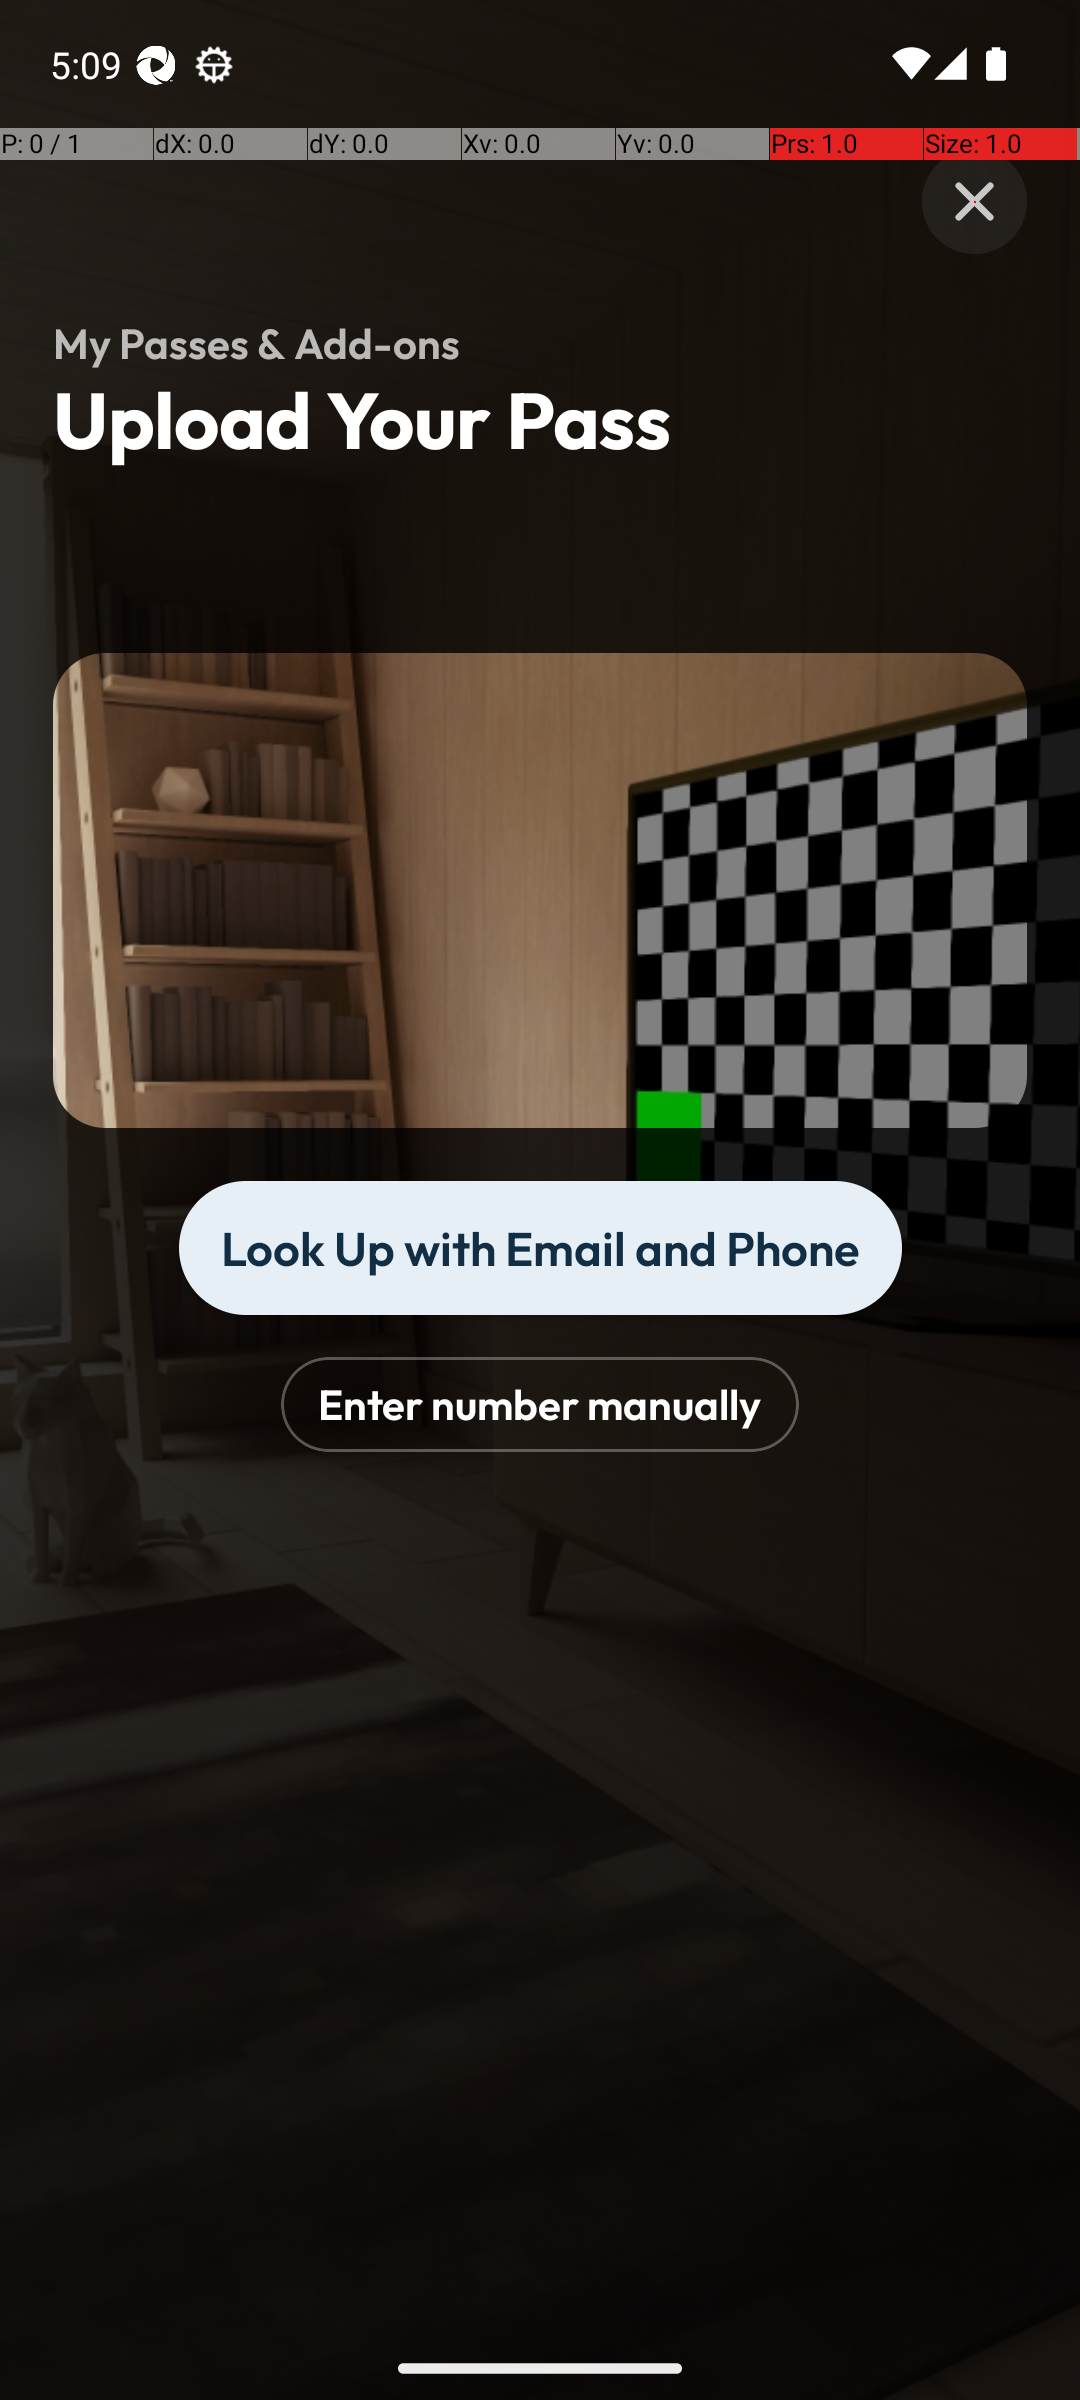 5:09
P: 0 / 1 dX: 0.0 dY: 0.0 Xv: 0.0 Yv: 0.0 Prs: 1.0 Size: 1.0
My Passes & Add-ons
Upload Your Pass
Look Up with Email and Phone
Enter number manually